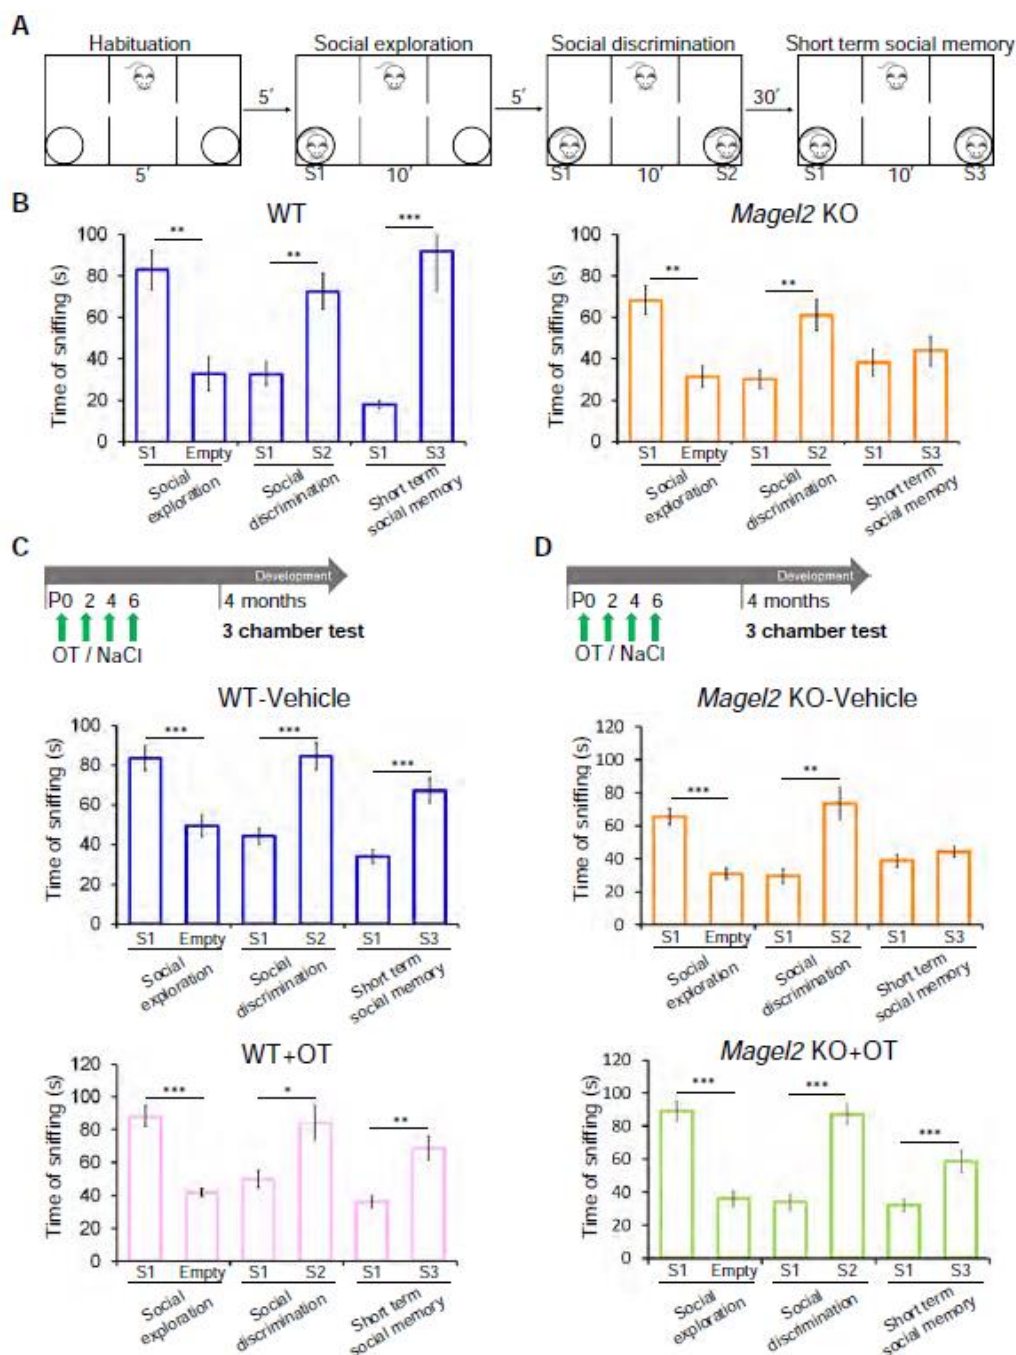 A
Habituation
Social exploration
Social discrimination
Short term social memory
5′
5′
30′
S1
S1
S2
S1
S3
5′
10′
10′
10′
B
WT
Time of sniffing (s)
100
80
60
40
20
0
**
**
***
S1 Empty S1 S2 S1 S3
Social exploration
Social discrimination
Short term social memory
Magel2 KO
Time of sniffing (s)
100
80
60
40
20
0
**
**
S1 Empty S1 S2 S1 S3
Social exploration
Social discrimination
Short term social memory
C
Development
P0 2 4 6
4 months
OT / NaCl
3 chamber test
WT-Vehicle
Time of sniffing (s)
100
80
60
40
20
0
***
***
***
S1 Empty S1 S2 S1 S3
Social exploration
Social discrimination
Short term social memory
WT+OT
Time of sniffing (s)
120
100
80
60
40
20
0
***
*
**
S1 Empty S1 S2 S1 S3
Social exploration
Social discrimination
Short term social memory
D
Development
P0 2 4 6
4 months
OT / NaCl
3 chamber test
Magel2 KO-Vehicle
Time of sniffing (s)
120
100
80
60
40
20
0
***
**
S1 Empty S1 S2 S1 S3
Social exploration
Social discrimination
Short term social memory
Magel2 KO+OT
Time of sniffing (s)
120
100
80
60
40
20
0
***
***
***
S1 Empty S1 S2 S1 S3
Social exploration
Social discrimination
Short term social memory